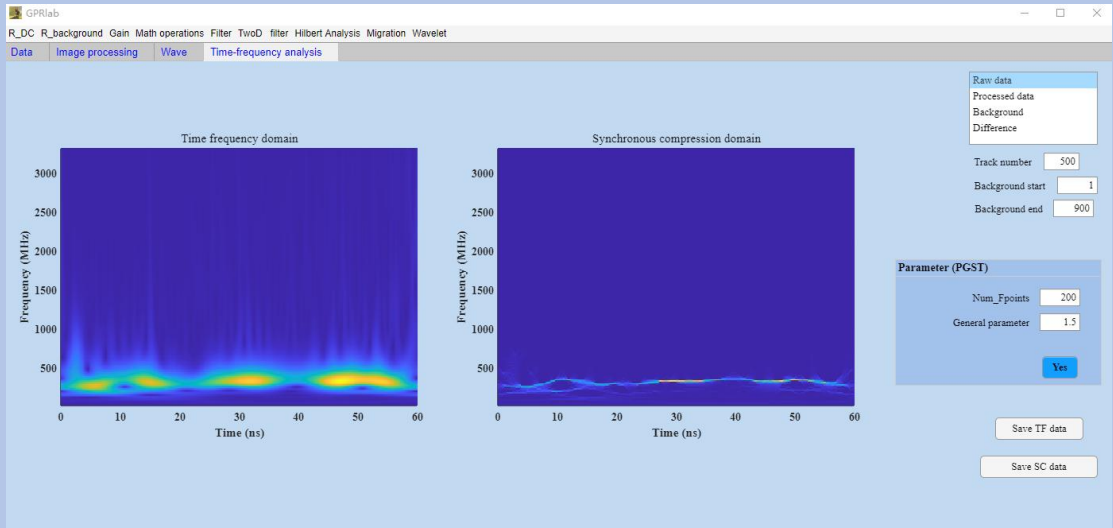 GPRlab
R_DC R_background Gain Math operations Filter TwoD filter Hilbert Analysis Migration Wavelet
Data Image processing Wave Time-frequency analysis
Raw data
Processed data
Background
Difference
Track number 500
Background start 1
Background end 900
Parameter (PGST)
Num_Fpoints 200
General parameter 1.5
Yes
Save TF data
Save SC data
Time frequency domain
3000
2500
2000
1500
1000
500
Frequency (MHz)
0 10 20 30 40 50 60
Time (ns)
Synchronous compression domain
3000
2500
2000
1500
1000
500
Frequency (MHz)
0 10 20 30 40 50 60
Time (ns)